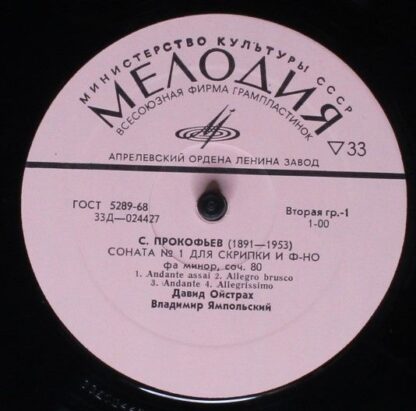 МИНИСТЕРСТВО КУЛЬТУРЫ СССР
МЕЛОДИЯ
ВСЕСОЮЗНАЯ ФИРМА ГРАМПЛАСТИНОК
▽33
АПРЕЛЕВСКИЙ ОРДЕНА ЛЕНИНА ЗАВОД
ГОСТ 5289-68
33Д—024427
Вторая гр.-1
1-00
С. ПРОКОФЬЕВ (1891—1953)
СОНАТА № 1 ДЛЯ СКРИПКИ И Ф-НО
фа минор, соч. 80
1. Andante assai 2. Allegro brusco
3. Andante 4. Allegrissimo
Давид Ойстрах
Владимир Ямпольский